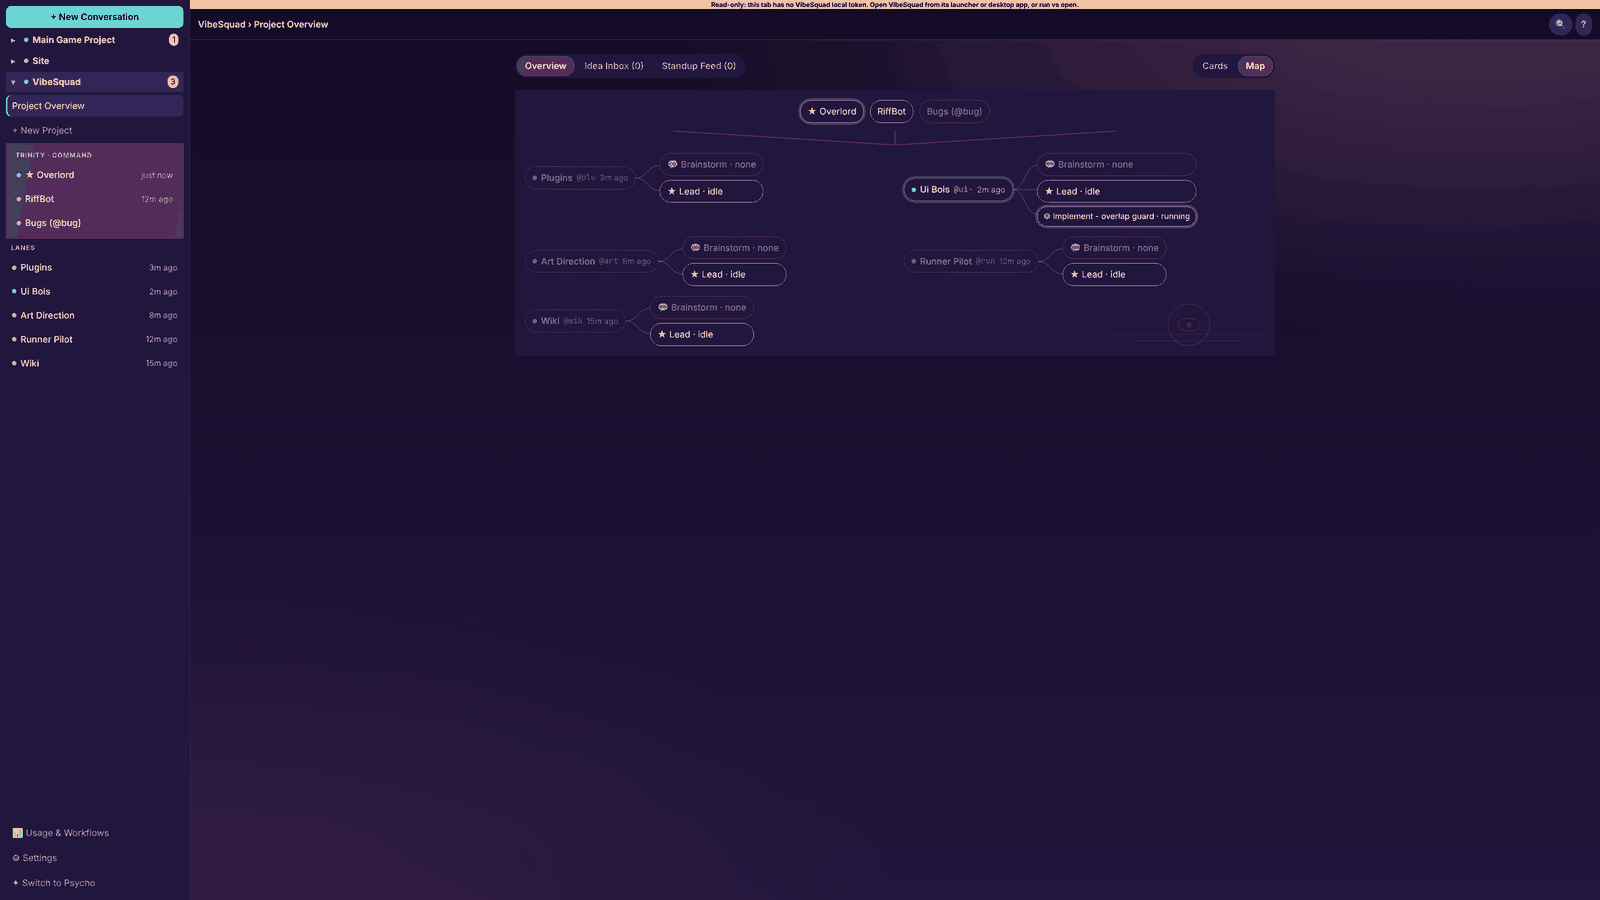 Read-only: this tab has no VibeSquad local token. Open VibeSquad from its launcher or desktop app, or run vs open.
+ New Conversation
Main Game Project 1
Site
VibeSquad 3
Project Overview
+ New Project
TRINITY · COMMAND
★ Overlord just now
RiffBot 12m ago
Bugs (@bug)
LANES
Plugins 3m ago
Ui Bois 2m ago
Art Direction 8m ago
Runner Pilot 12m ago
Wiki 15m ago
Usage & Workflows
Settings
Switch to Psycho
VibeSquad › Project Overview
?
Overview Idea Inbox (0) Standup Feed (0)
Cards Map
★ Overlord RiffBot Bugs (@bug)
Plugins @plu 3m ago
Brainstorm · none
★ Lead · idle
Ui Bois @ui- 2m ago
Brainstorm · none
★ Lead · idle
Implement - overlap guard · running
Art Direction @art 8m ago
Brainstorm · none
★ Lead · idle
Runner Pilot @run 12m ago
Brainstorm · none
★ Lead · idle
Wiki @wik 15m ago
Brainstorm · none
★ Lead · idle